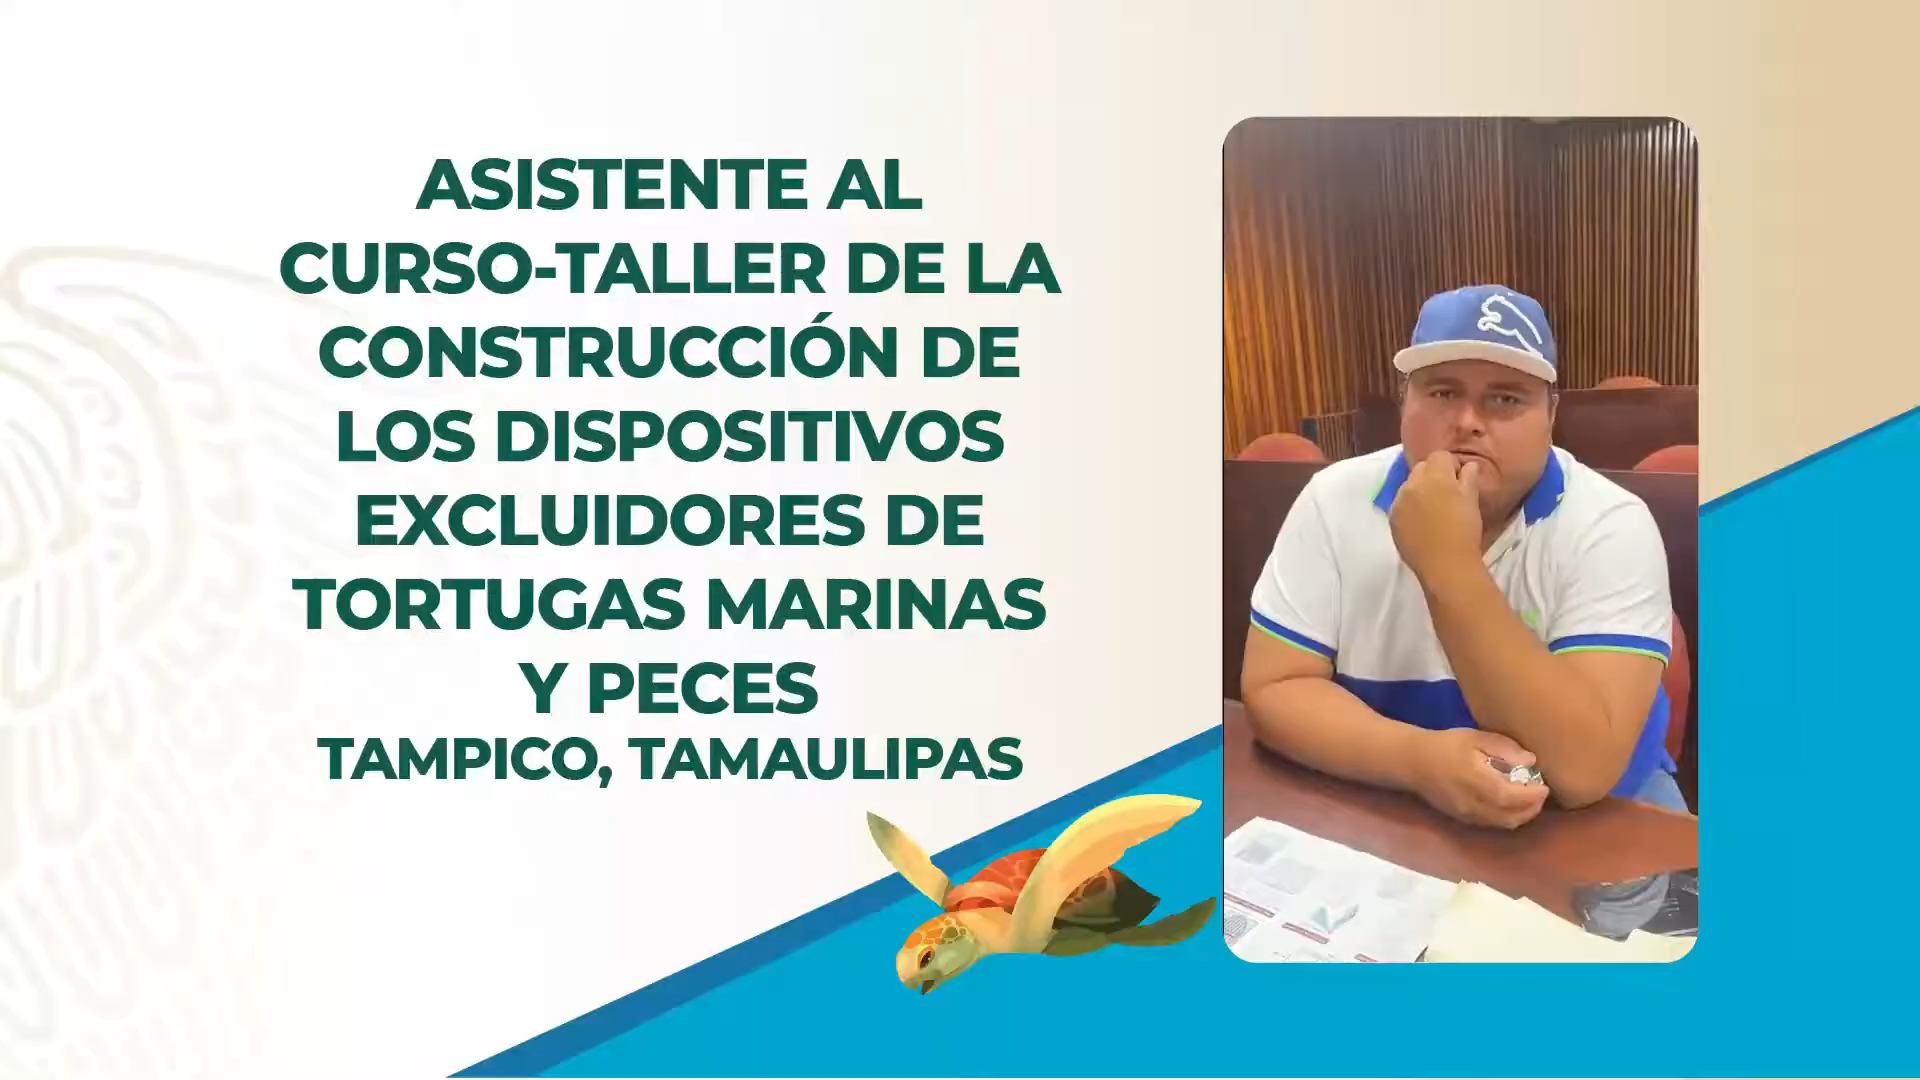 ASISTENTE AL
CURSO-TALLER DE LA
CONSTRUCCIÓN DE
LOS DISPOSITIVOS
EXCLUIDORES DE
TORTUGAS MARINAS
Y PECES
TAMPICO, TAMAULIPAS